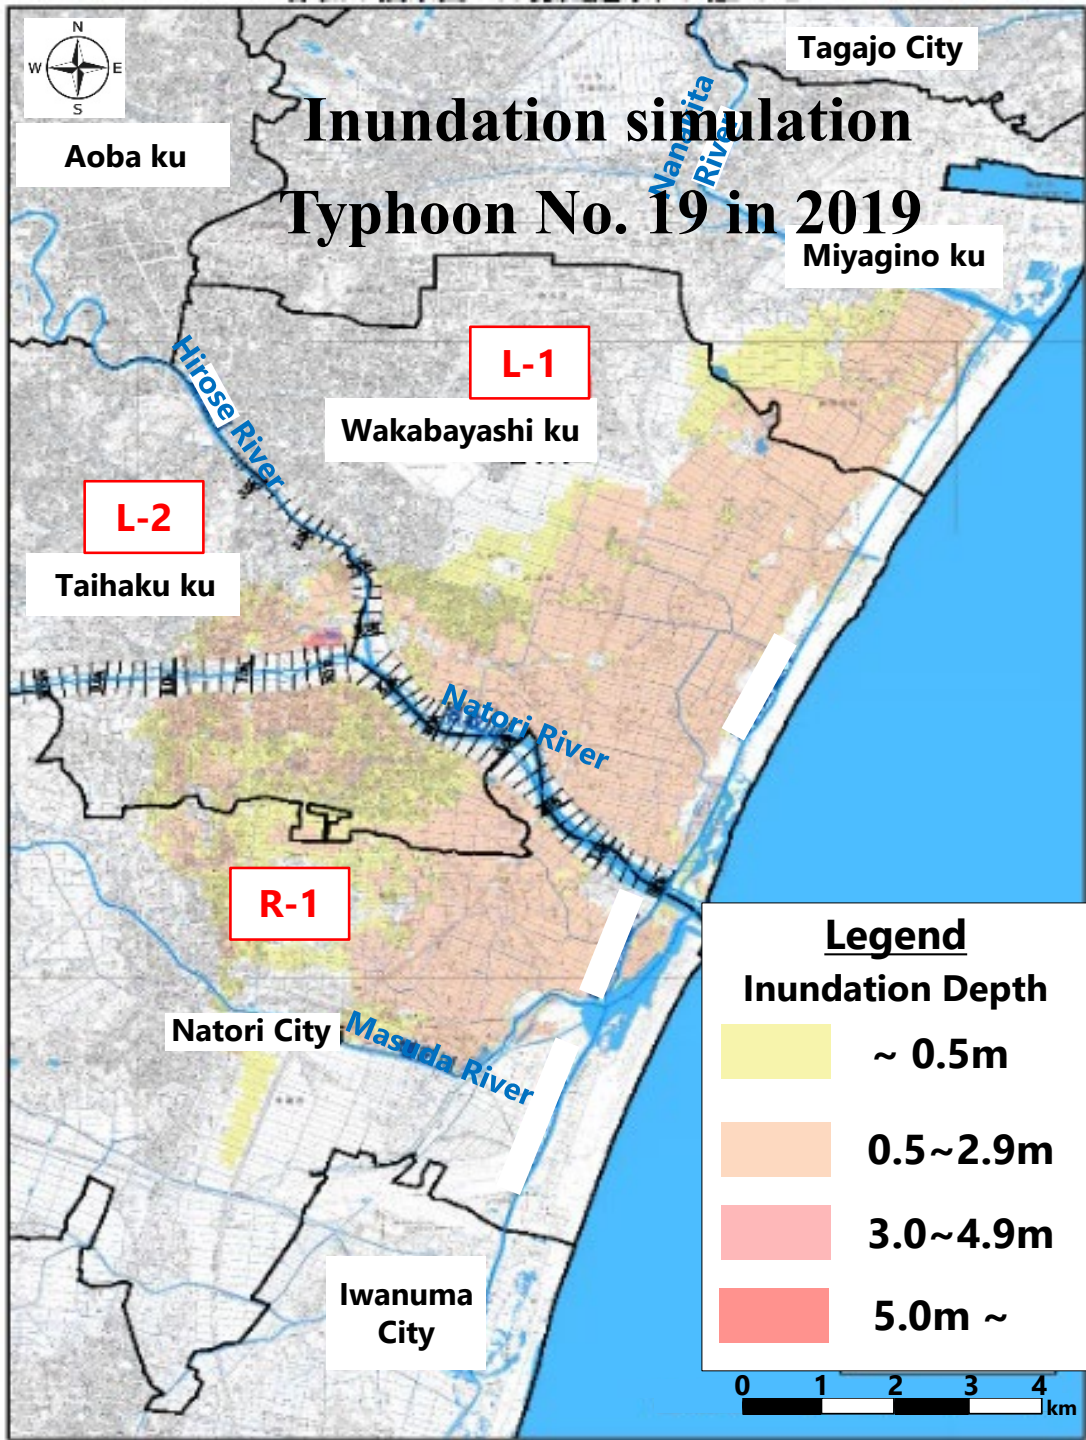 N
W E
S
Tagajo City
Aoba ku
Inundation simulation
Typhoon No. 19 in 2019
Nanakita
River
Miyagino ku
L-1
Hirose River
Wakabayashi ku
L-2
Taihaku ku
Natori River
R-1
Natori City
Masuda River
Iwanuma
City
Legend
Inundation Depth
~ 0.5m
0.5~2.9m
3.0~4.9m
5.0m ~
0 1 2 3 4
km